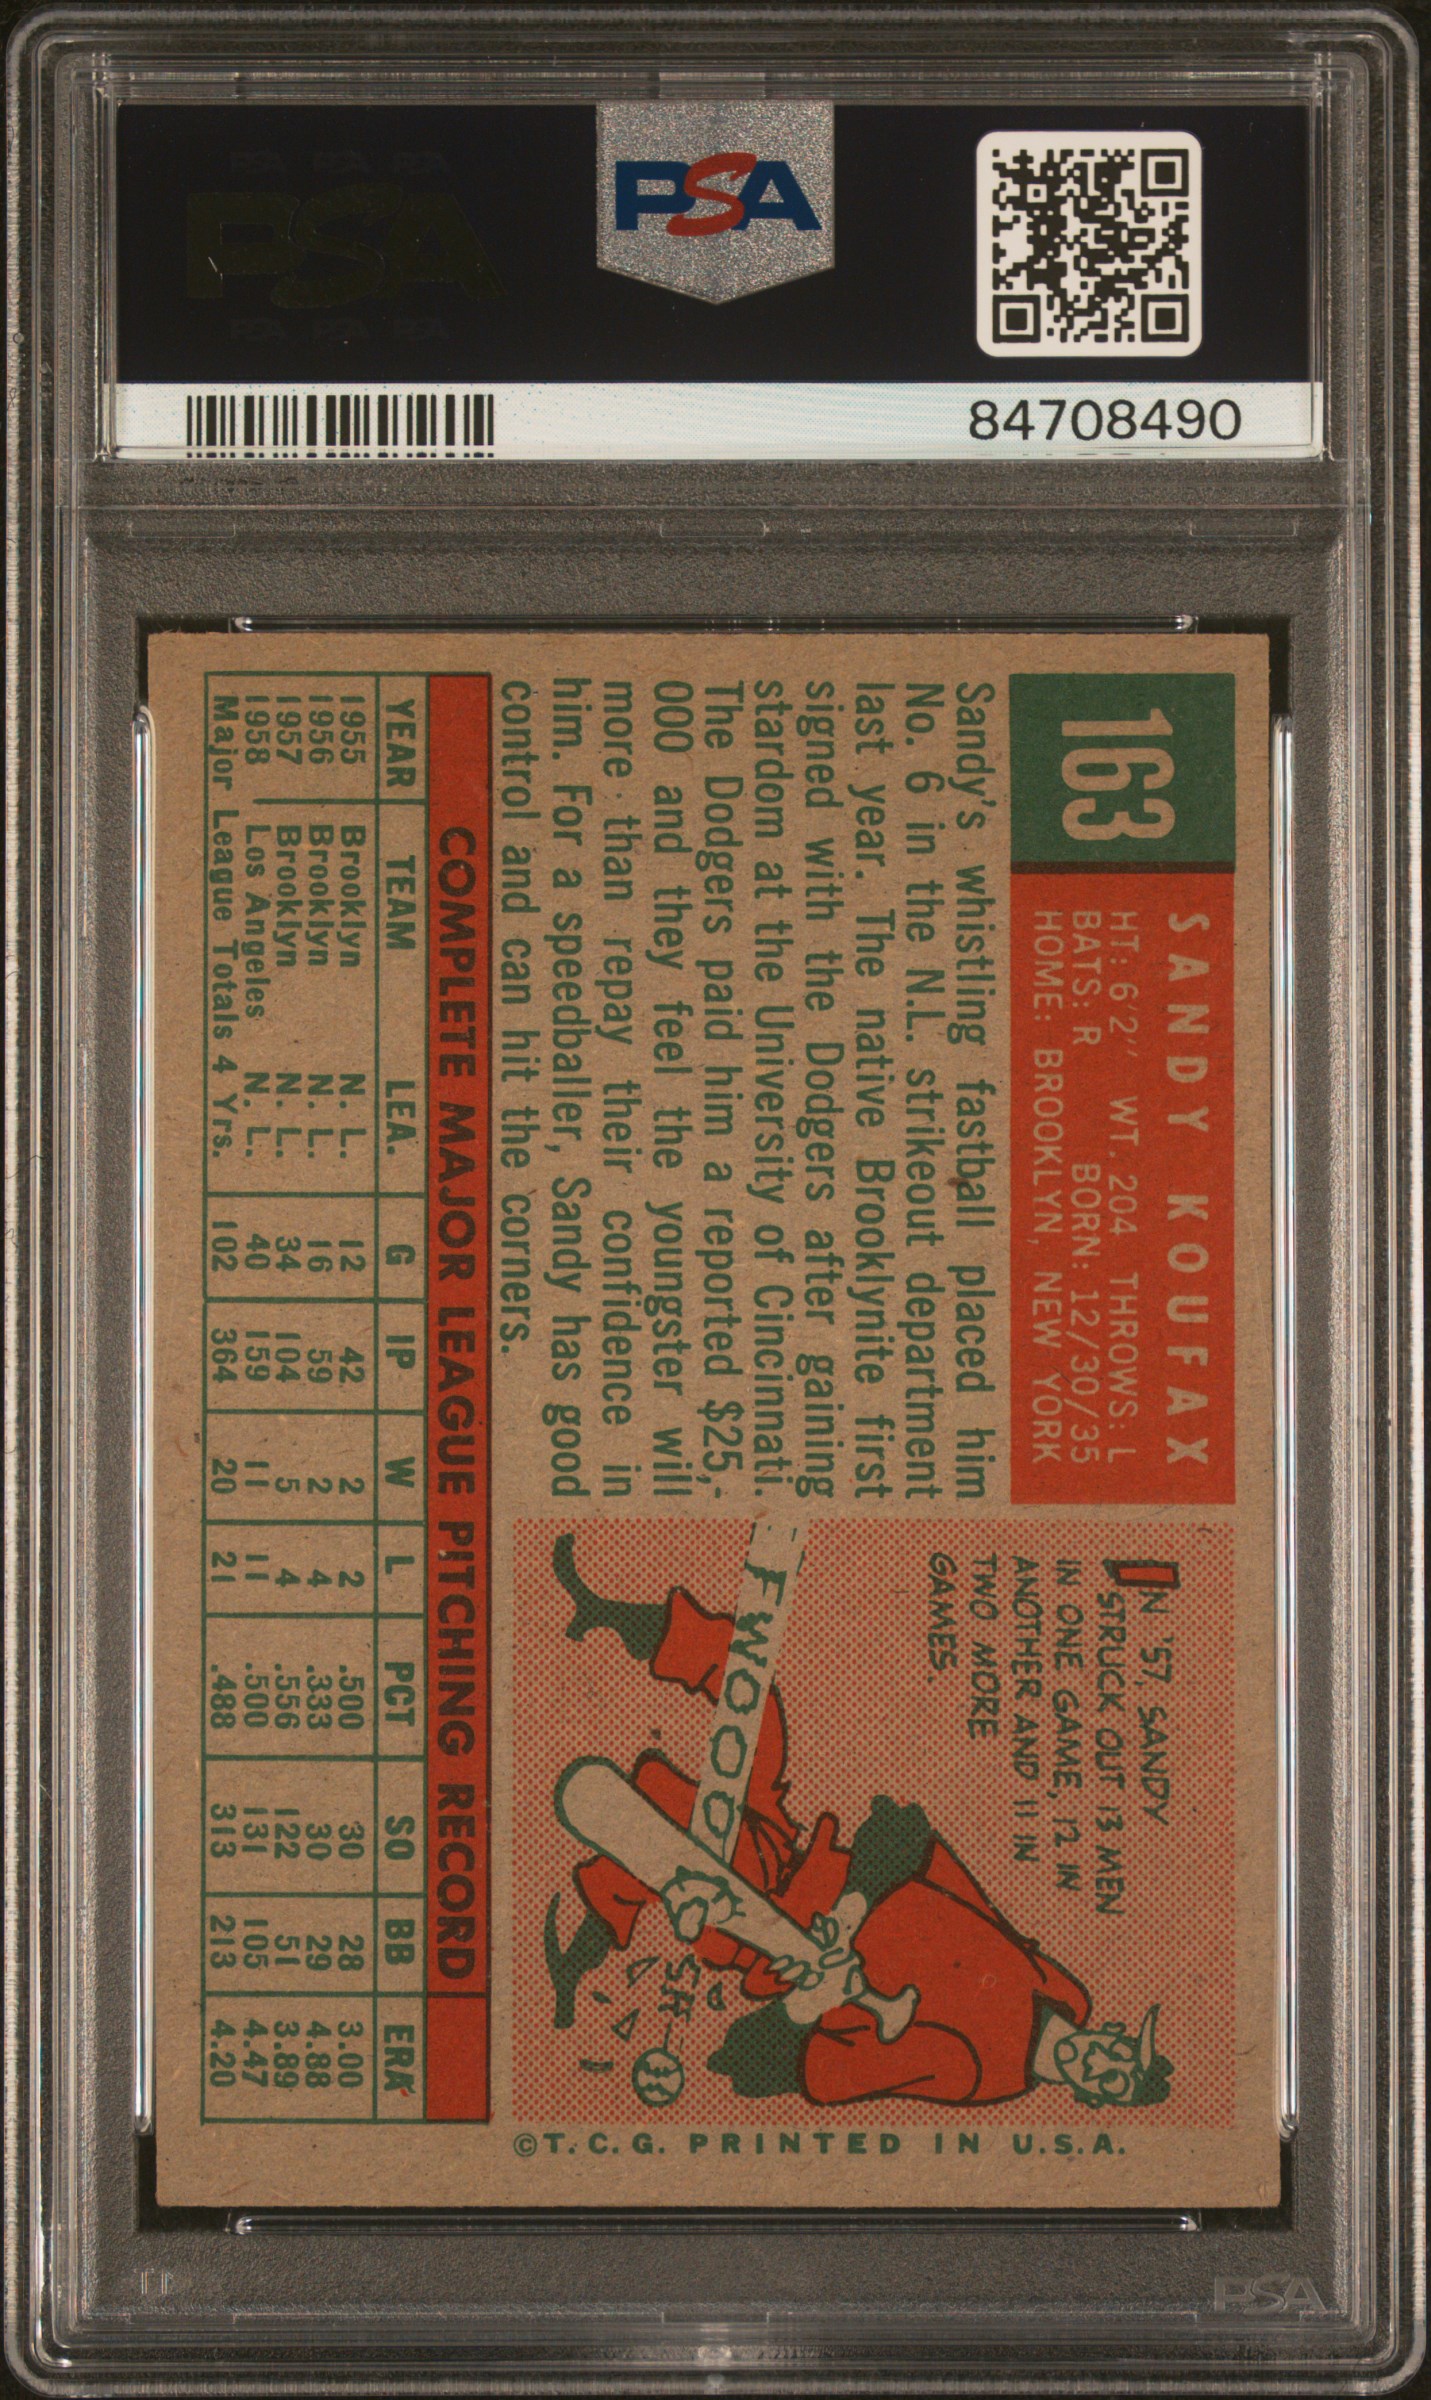 PSA
PSA
84708490
163
SANDY KOUFAX
HT: 6'2" WT. 204 THROWS: L
BATS: R BORN: 12/30/35
HOME: BROOKLYN, NEW YORK
Sandy's whistling fastball placed him
No. 6 in the N.L. strikeout department
last year. The native Brooklynite first
signed with the Dodgers after gaining
stardom at the University of Cincinnati.
The Dodgers paid him a reported $25,-
000 and they feel the youngster will
more than repay their confidence in
him. For a speedballer, Sandy has good
control and can hit the corners.
IN '57, SANDY
STRUCK OUT 13 MEN
IN ONE GAME, 12 IN
ANOTHER AND 11 IN
TWO MORE
GAMES.
FWOOO
COMPLETE MAJOR LEAGUE PITCHING RECORD
YEAR TEAM LEA. G IP W L PCT SO BB ERA
1955 Brooklyn N. L. 12 42 2 2 .500 30 28 3.00
1956 Brooklyn N. L. 16 59 2 4 .333 30 29 4.88
1957 Brooklyn N. L. 34 104 5 4 .556 122 51 3.89
1958 Los Angeles N. L. 40 159 11 11 .500 131 105 4.47
Major League Totals 4 Yrs. 102 364 20 21 .488 313 213 4.20
©T.C.G. PRINTED IN U.S.A.
PSA